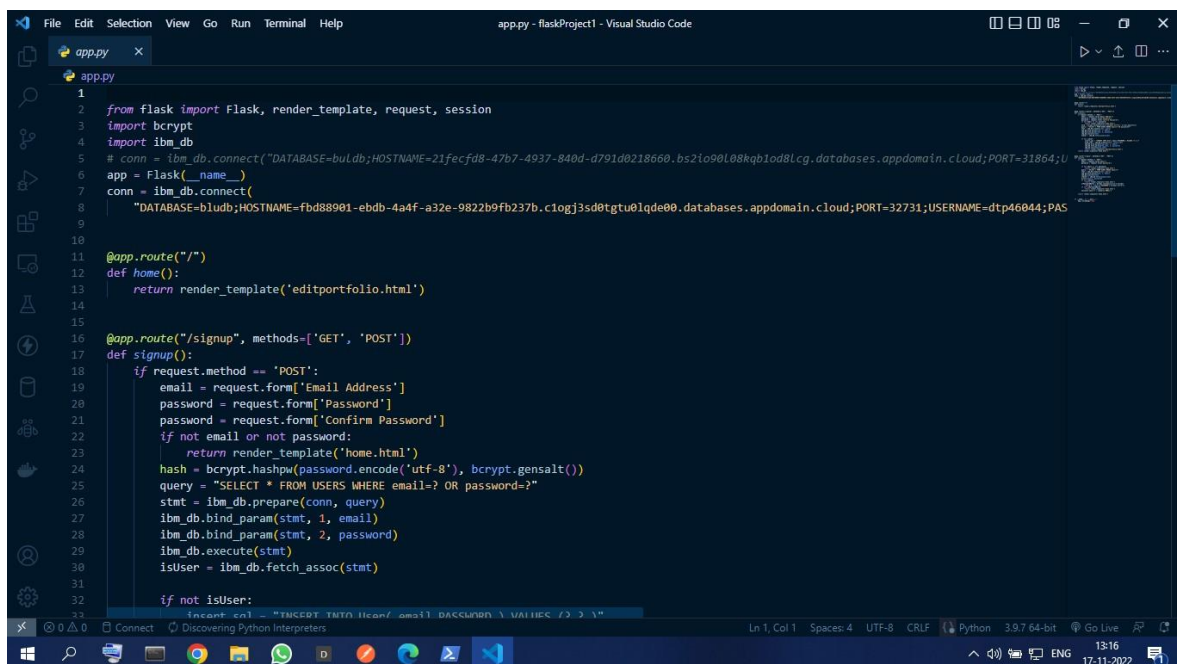 File Edit Selection View Go Run Terminal Help app.py - flaskProject1 - Visual Studio Code
app.py
app.py
1
2 from flask import Flask, render_template, request, session
3 import bcrypt
4 import ibm_db
5 # conn = ibm_db.connect("DATABASE=buldb;HOSTNAME=21fecfd8-47b7-4937-840d-d791d0218660.bs2io90l08kqb1od8lcg.databases.appdomain.cloud;PORT=31864;U
6 app = Flask(__name__)
7 conn = ibm_db.connect(
8 "DATABASE=bludb;HOSTNAME=fbd88901-ebdb-4a4f-a32e-9822b9fb237b.c1ogj3sd0tgtu0lqde00.databases.appdomain.cloud;PORT=32731;USERNAME=dtp46044;PAS
9
10
11 @app.route("/")
12 def home():
13 return render_template('editportfolio.html')
14
15
16 @app.route("/signup", methods=['GET', 'POST'])
17 def signup():
18 if request.method == 'POST':
19 email = request.form['Email Address']
20 password = request.form['Password']
21 password = request.form['Confirm Password']
22 if not email or not password:
23 return render_template('home.html')
24 hash = bcrypt.hashpw(password.encode('utf-8'), bcrypt.gensalt())
25 query = "SELECT * FROM USERS WHERE email=? OR password=?"
26 stmt = ibm_db.prepare(conn, query)
27 ibm_db.bind_param(stmt, 1, email)
28 ibm_db.bind_param(stmt, 2, password)
29 ibm_db.execute(stmt)
30 isUser = ibm_db.fetch_assoc(stmt)
31
32 if not isUser:
33 insert_sql = "INSERT INTO User( email,PASSWORD ) VALUES (?,?,)"
0 0 Connect Discovering Python Interpreters Ln 1, Col 1 Spaces: 4 UTF-8 CRLF Python 3.9.7 64-bit Go Live
ENG 13:16
17-11-2022